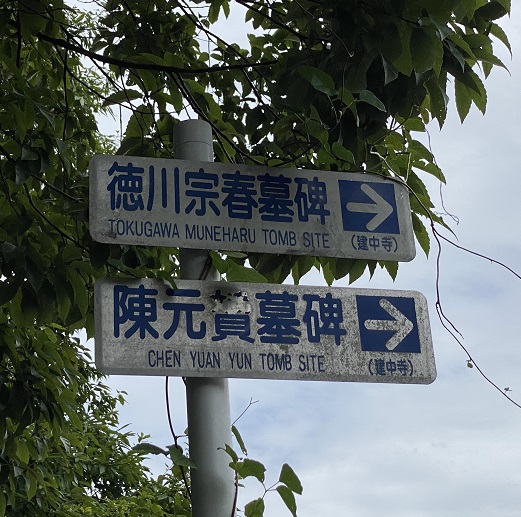 徳川宗春墓碑
TOKUGAWA MUNEHARU TOMB SITE
(建中寺)
陳元贇墓碑
CHEN YUAN YUN TOMB SITE
(建中寺)